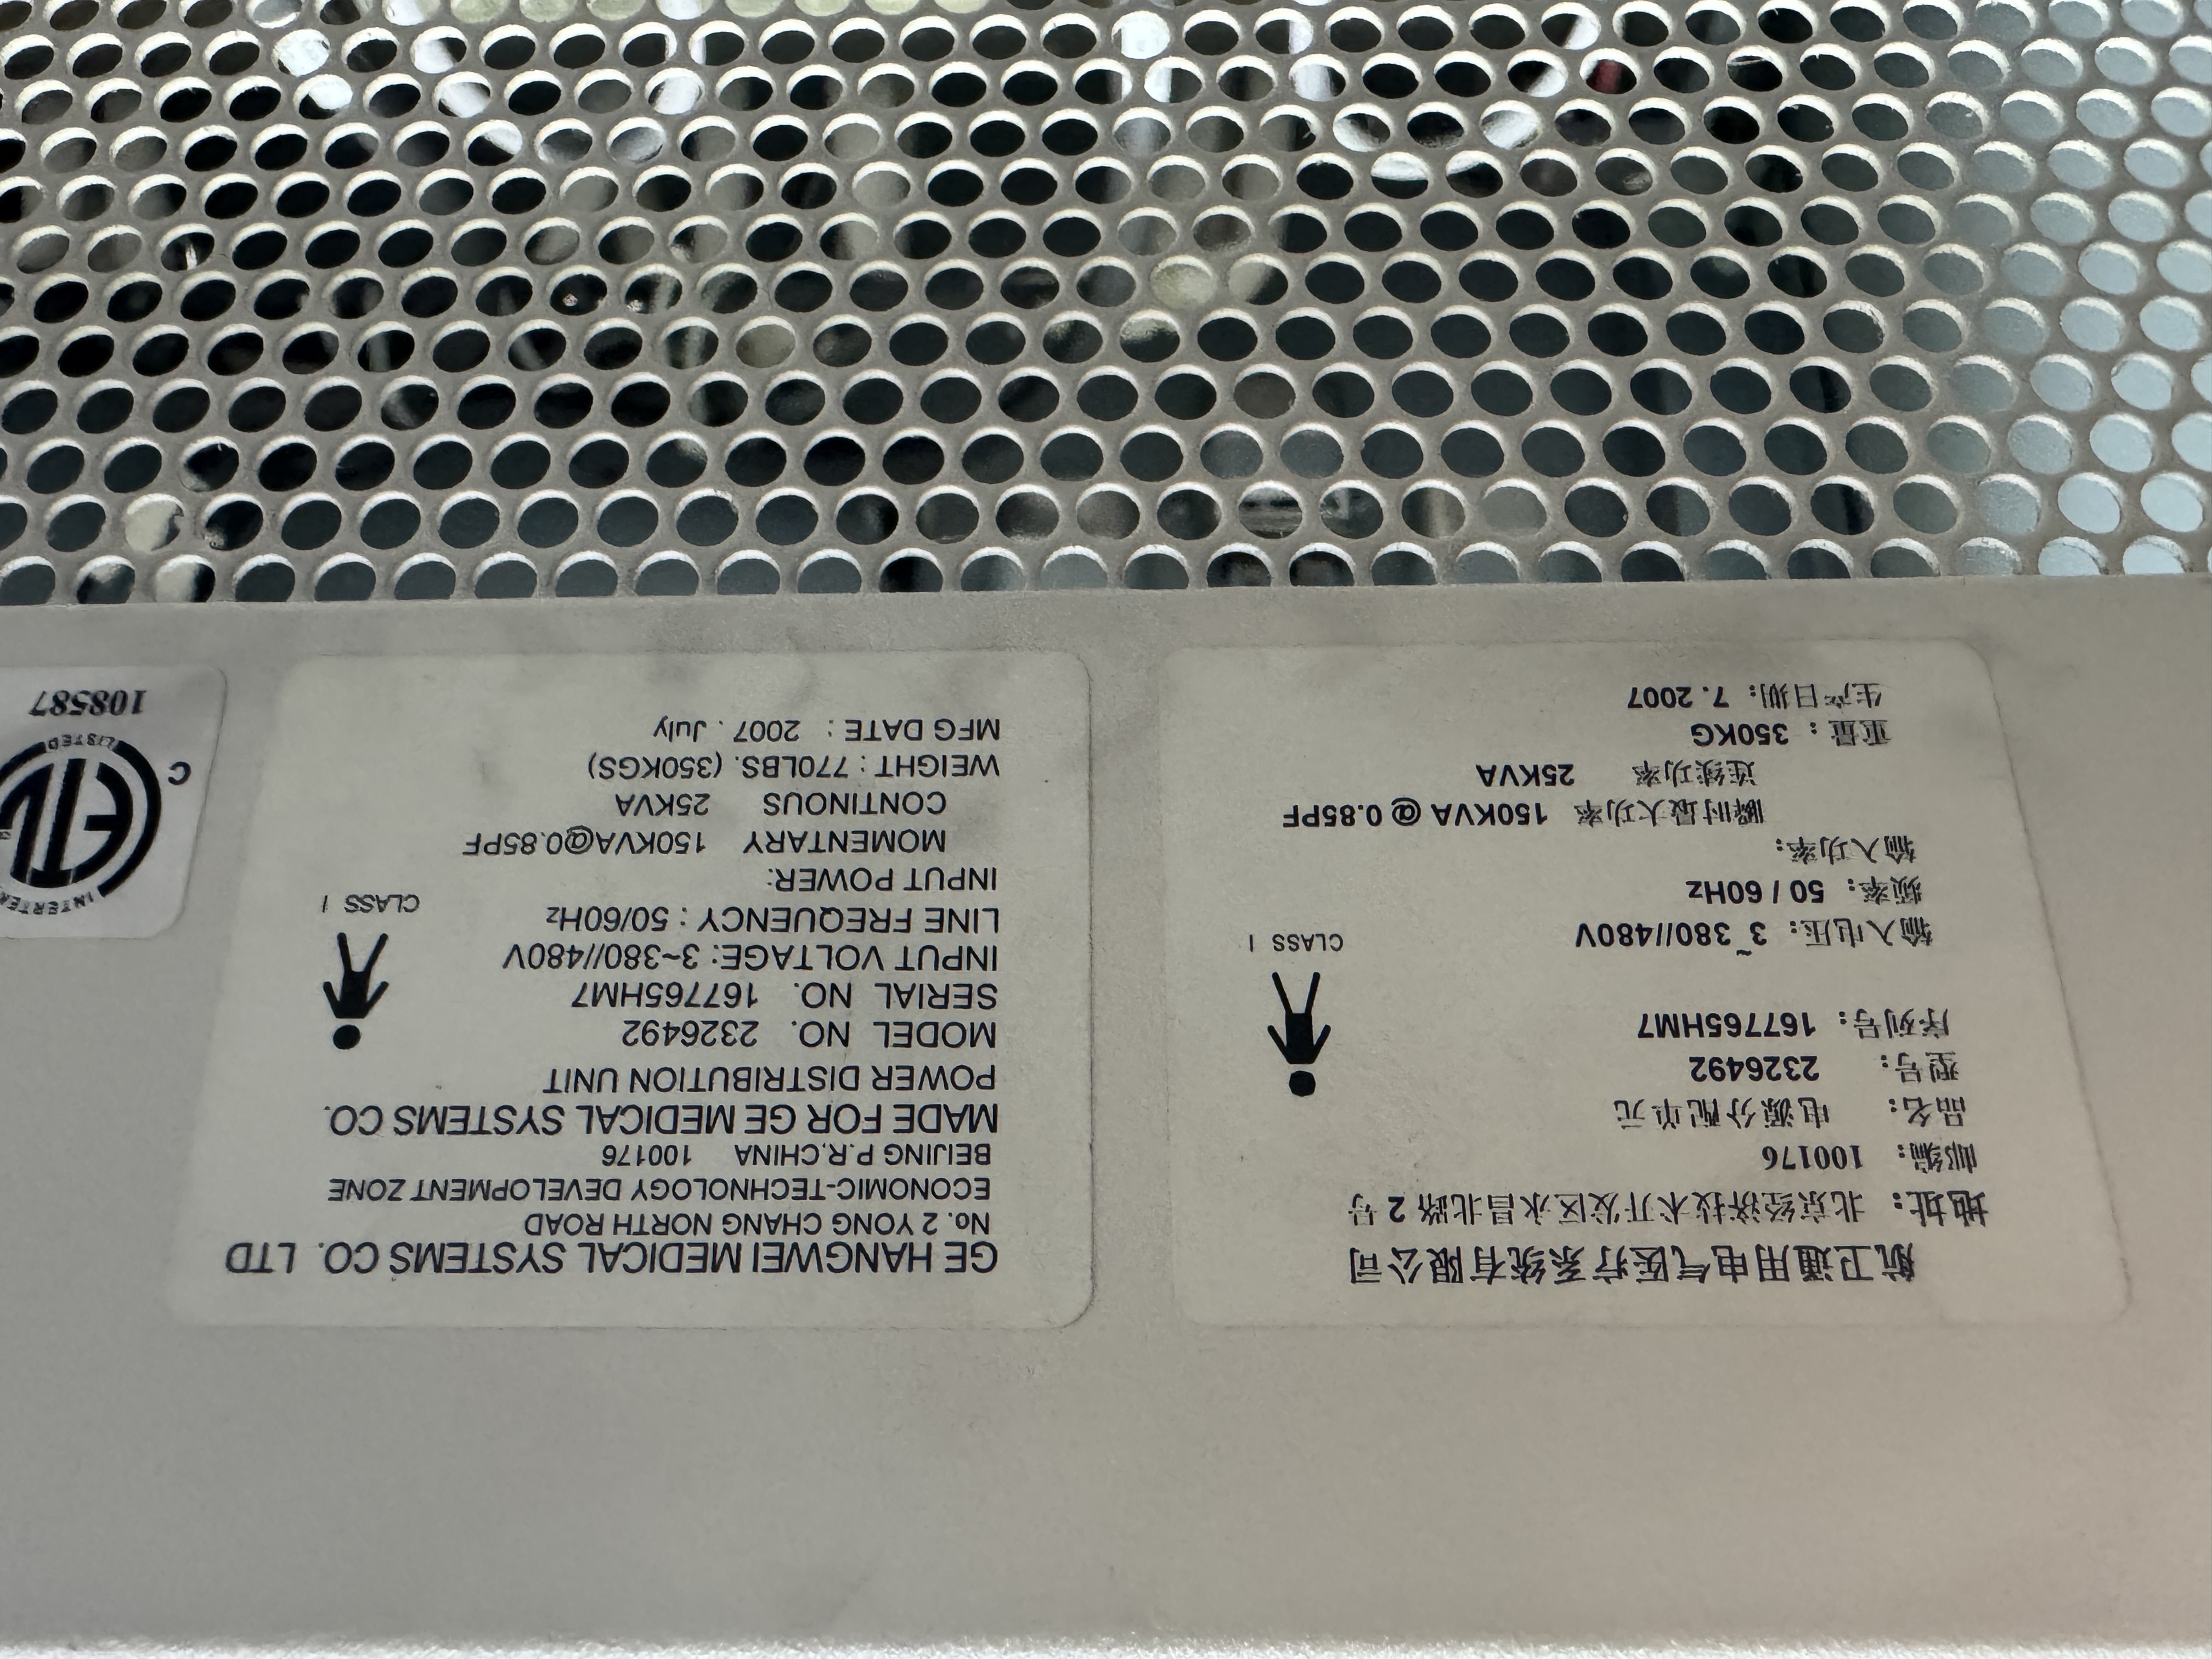 航卫通用电气医疗系统有限公司
地址： 北京经济技术开发区永昌北路 2 号
邮编： 100176
品名： 电源分配单元
型号： 2326492
序列号： 167765HM7
输入电压： 3~380//480V
频率： 50 / 60Hz
输入功率：
瞬时最大功率 150KVA @ 0.85PF
连续功率 25KVA
重量： 350KG
生产日期： 7. 2007
CLASS I
GE HANGWEI MEDICAL SYSTEMS CO. LTD
No. 2 YONG CHANG NORTH ROAD
ECONOMIC-TECHNOLOGY DEVELOPMENT ZONE
BEIJING P.R.CHINA 100176
MADE FOR GE MEDICAL SYSTEMS CO.
POWER DISTRIBUTION UNIT
MODEL NO. 2326492
SERIAL NO. 167765HM7
INPUT VOLTAGE: 3~380//480V
LINE FREQUENCY : 50/60Hz
INPUT POWER:
MOMENTARY 150KVA@0.85PF
CONTINOUS 25KVA
WEIGHT : 770LBS. (350KGS)
MFG DATE : 2007 . July
CLASS I
C
ETL
LISTED
108587